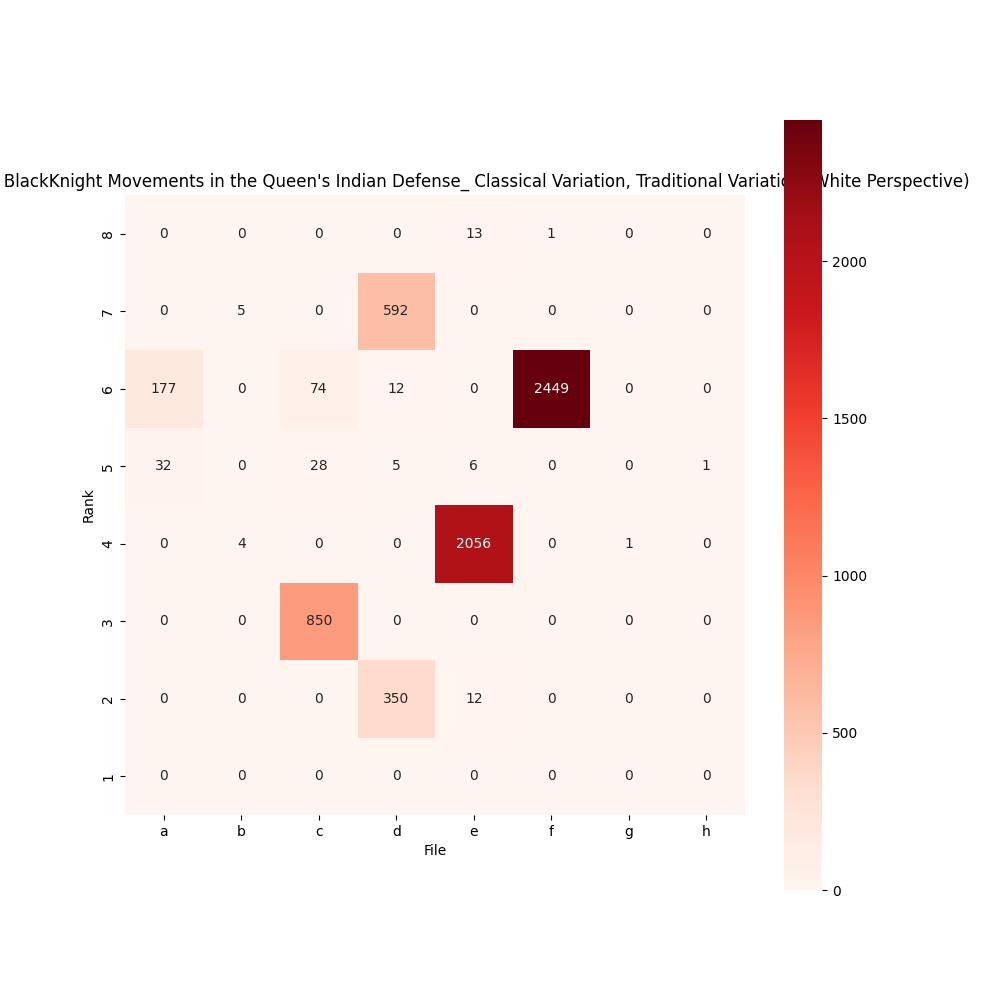 BlackKnight Movements in the Queen's Indian Defense_ Classical Variation, Traditional Variatio White Perspective)
8 0 0 0 0 13 1 0 0
7 0 5 0 592 0 0 0 0
6 177 0 74 12 0 2449 0 0
5 32 0 28 5 6 0 0 1
4 0 4 0 0 2056 0 1 0
3 0 0 850 0 0 0 0 0
2 0 0 0 350 12 0 0 0
1 0 0 0 0 0 0 0 0
a b c d e f g h
File
Rank
2000
1500
1000
500
0